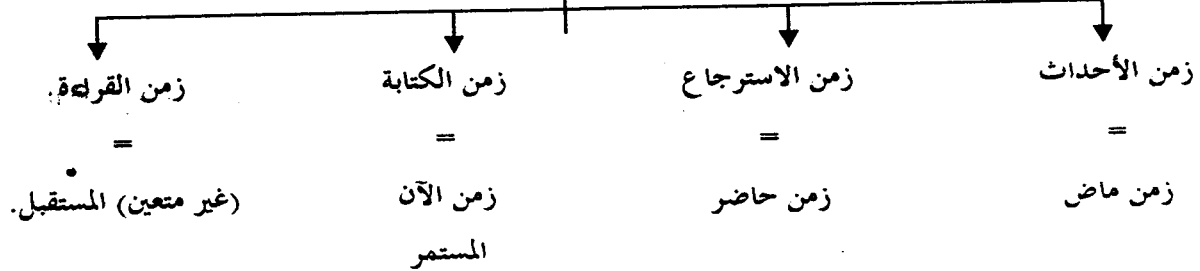 زمن الأحداث زمن الاسترجاع زمن الكتابة زمن القراءة.
= = = =
زمن ماض زمن حاضر زمن الآن (غير متعين) المستقبل.
المستمر